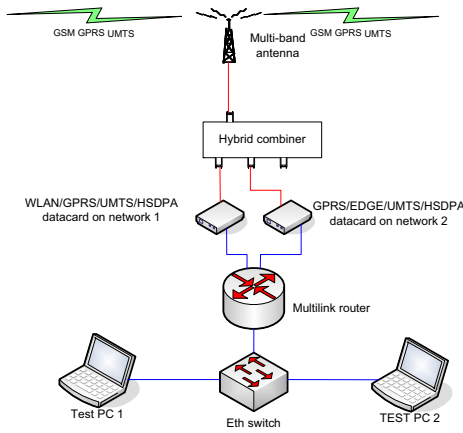 GSM GPRS UMTS
GSM GPRS UMTS
Multi-band
antenna
Hybrid combiner
WLAN/GPRS/UMTS/HSDPA
datacard on network 1
GPRS/EDGE/UMTS/HSDPA
datacard on network 2
Multilink router
Test PC 1
Eth switch
TEST PC 2